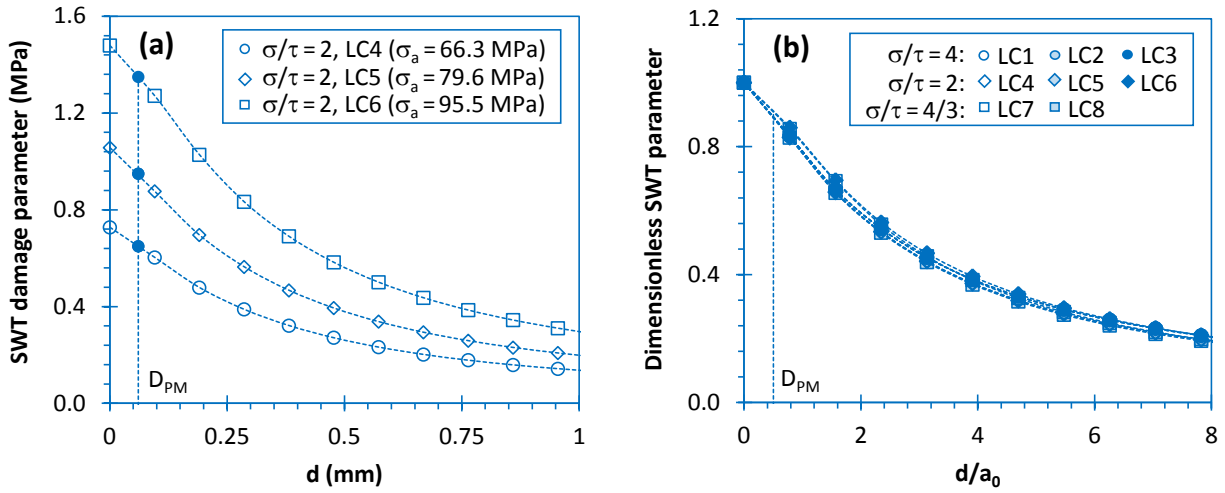 (a)
σ/τ = 2, LC4 (σₐ = 66.3 MPa)
σ/τ = 2, LC5 (σₐ = 79.6 MPa)
σ/τ = 2, LC6 (σₐ = 95.5 MPa)
SWT damage parameter (MPa)
1.6
1.2
0.8
0.4
0.0
D_PM
0 0.25 0.5 0.75 1
d (mm)
(b)
σ/τ = 4: LC1 LC2 LC3
σ/τ = 2: LC4 LC5 LC6
σ/τ = 4/3: LC7 LC8
Dimensionless SWT parameter
1.2
0.8
0.4
0.0
D_PM
0 2 4 6 8
d/a₀